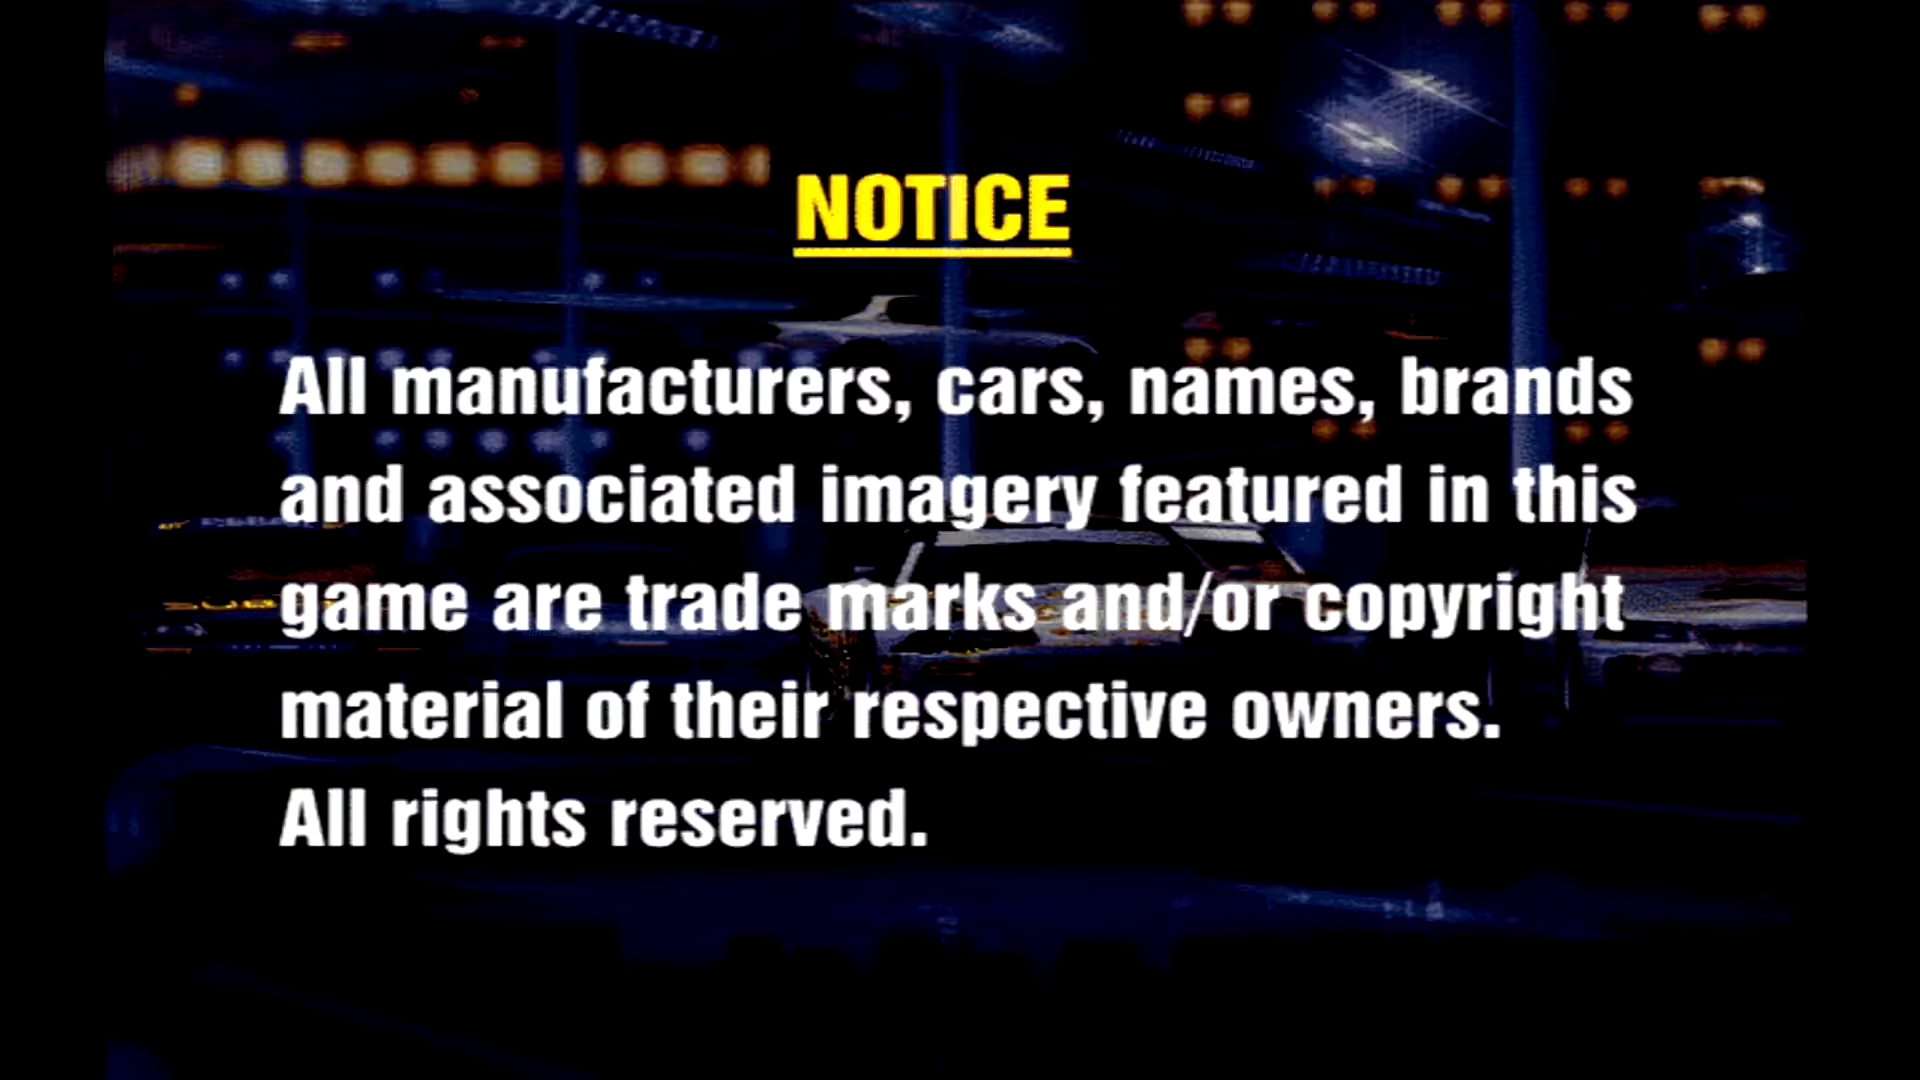 NOTICE
All manufacturers, cars, names, brands
and associated imagery featured in this
game are trade marks and/or copyright
material of their respective owners.
All rights reserved.